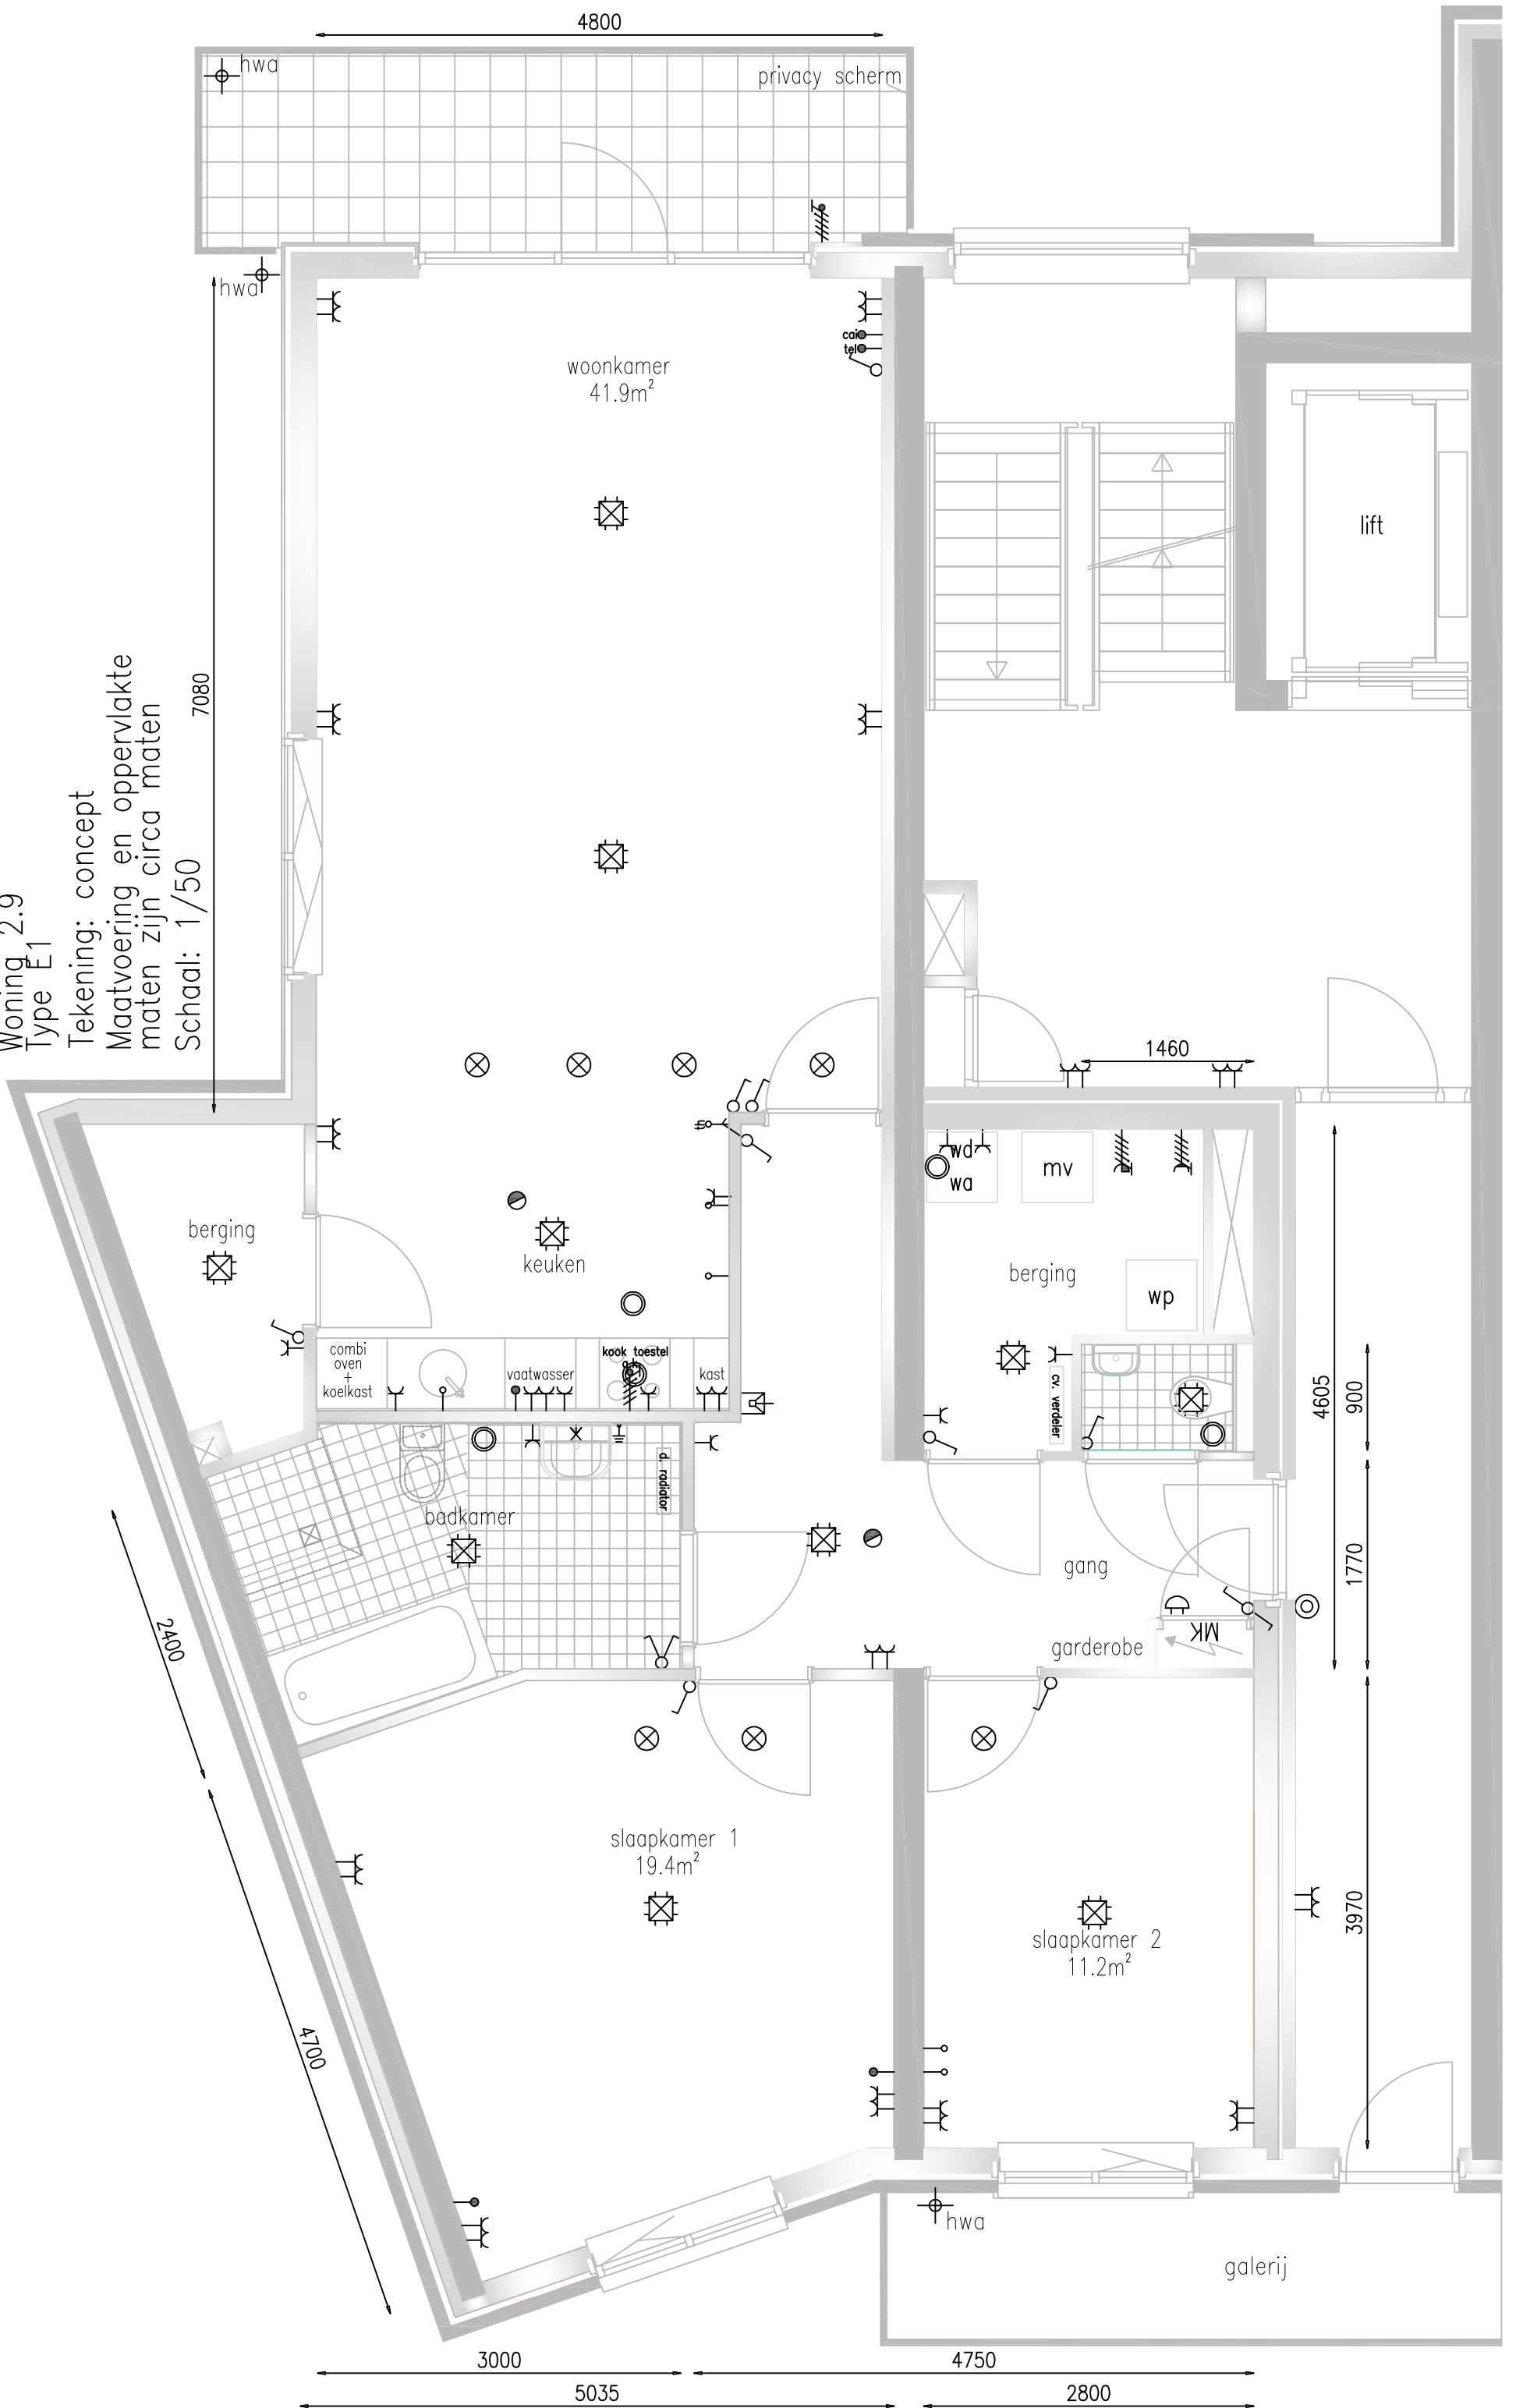 4800
hwa
privacy scherm
hwa
cai
tel
woonkamer
41.9m²
lift
7080
Woning 2.9
Type E1
Tekening: concept
Maatvoering en oppervlakte
maten zijn circa maten
Schaal: 1/50
1460
wd
wa
mv
berging
keuken
berging
wp
combi
oven
+
koelkast
vaatwasser
kook toestel
kast
cv. verdeler
4605
900
d. radiator
badkamer
gang
1770
MK
garderobe
2400
slaapkamer 1
19.4m²
slaapkamer 2
11.2m²
3970
4700
hwa
galerij
3000
4750
5035
2800